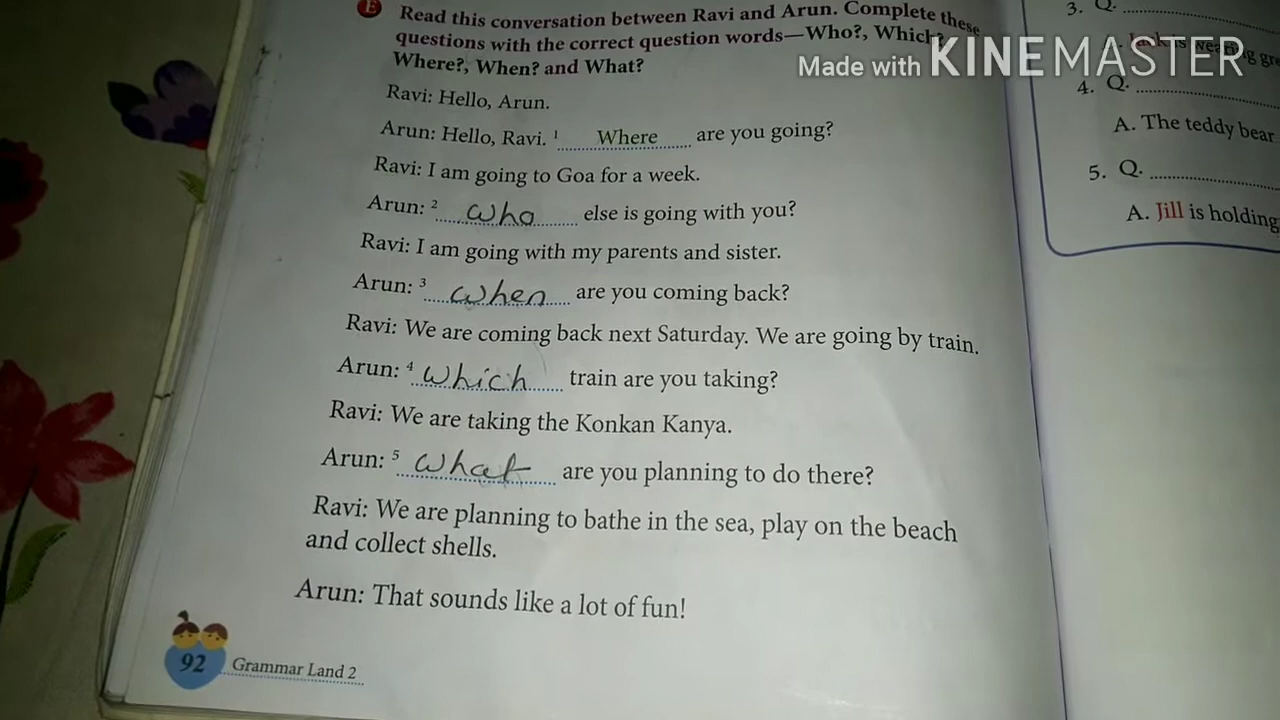 E Read this conversation between Ravi and Arun. Complete these
questions with the correct question words—Who?, Which?,
Where?, When? and What?
Made with KINEMASTER
Ravi: Hello, Arun.
Arun: Hello, Ravi. 1 Where are you going?
Ravi: I am going to Goa for a week.
Arun: 2 Who else is going with you?
Ravi: I am going with my parents and sister.
Arun: 3 When are you coming back?
Ravi: We are coming back next Saturday. We are going by train.
Arun: 4 Which train are you taking?
Ravi: We are taking the Konkan Kanya.
Arun: 5 What are you planning to do there?
Ravi: We are planning to bathe in the sea, play on the beach
and collect shells.
Arun: That sounds like a lot of fun!
92 Grammar Land 2
3. Q.
is wearing
4. Q.
A. The teddy bear
5. Q.
A. Jill is holding